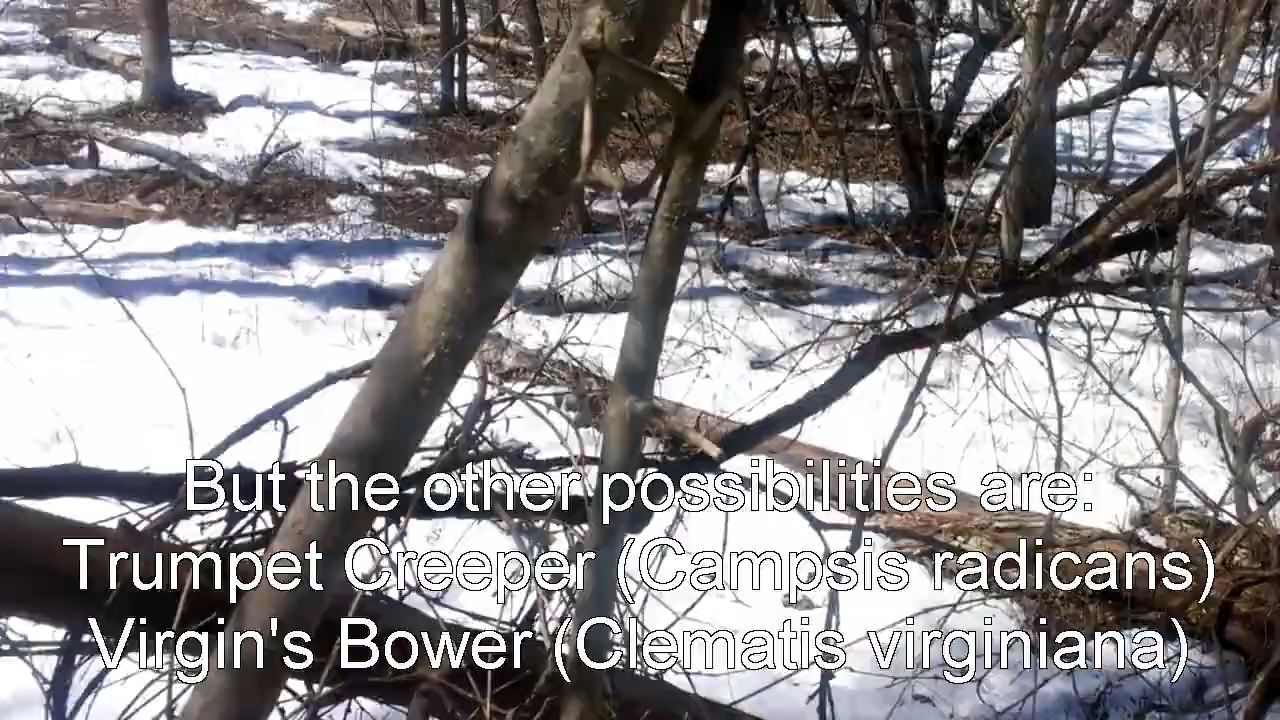 But the other possibilities are:
Trumpet Creeper (Campsis radicans)
Virgin's Bower (Clematis virginiana)